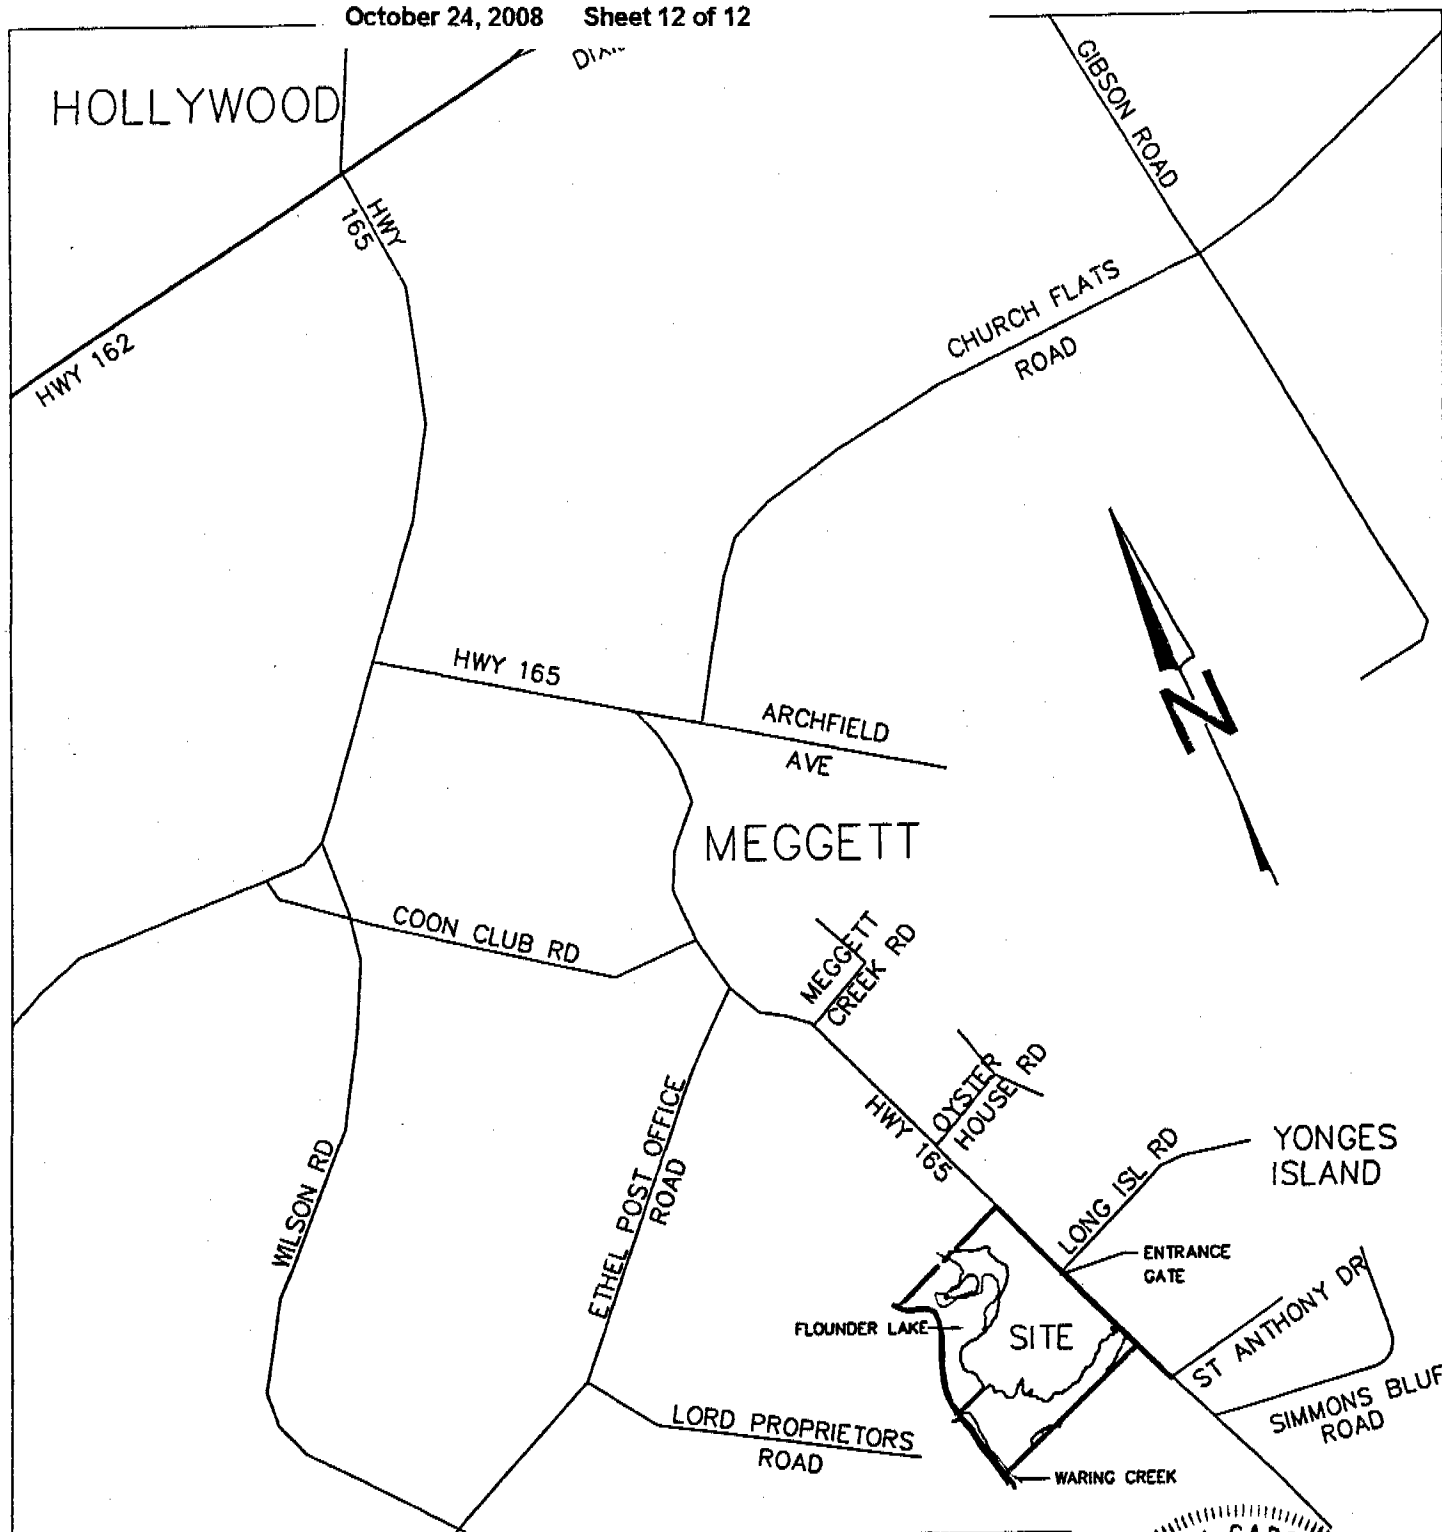 October 24, 2008 Sheet 12 of 12
HOLLYWOOD
GIBSON ROAD
HWY
165
HWY 162
CHURCH FLATS
ROAD
HWY 165
ARCHFIELD
AVE
N
MEGGETT
COON CLUB RD
MEGGETT
CREEK RD
OYSTER
HOUSE RD
HWY 165
LONG ISL RD
YONGES
ISLAND
WILSON RD
ETHEL POST OFFICE
ROAD
ENTRANCE
GATE
FLOUNDER LAKE
SITE
ST ANTHONY DR
SIMMONS BLUF
ROAD
LORD PROPRIETORS
ROAD
WARING CREEK